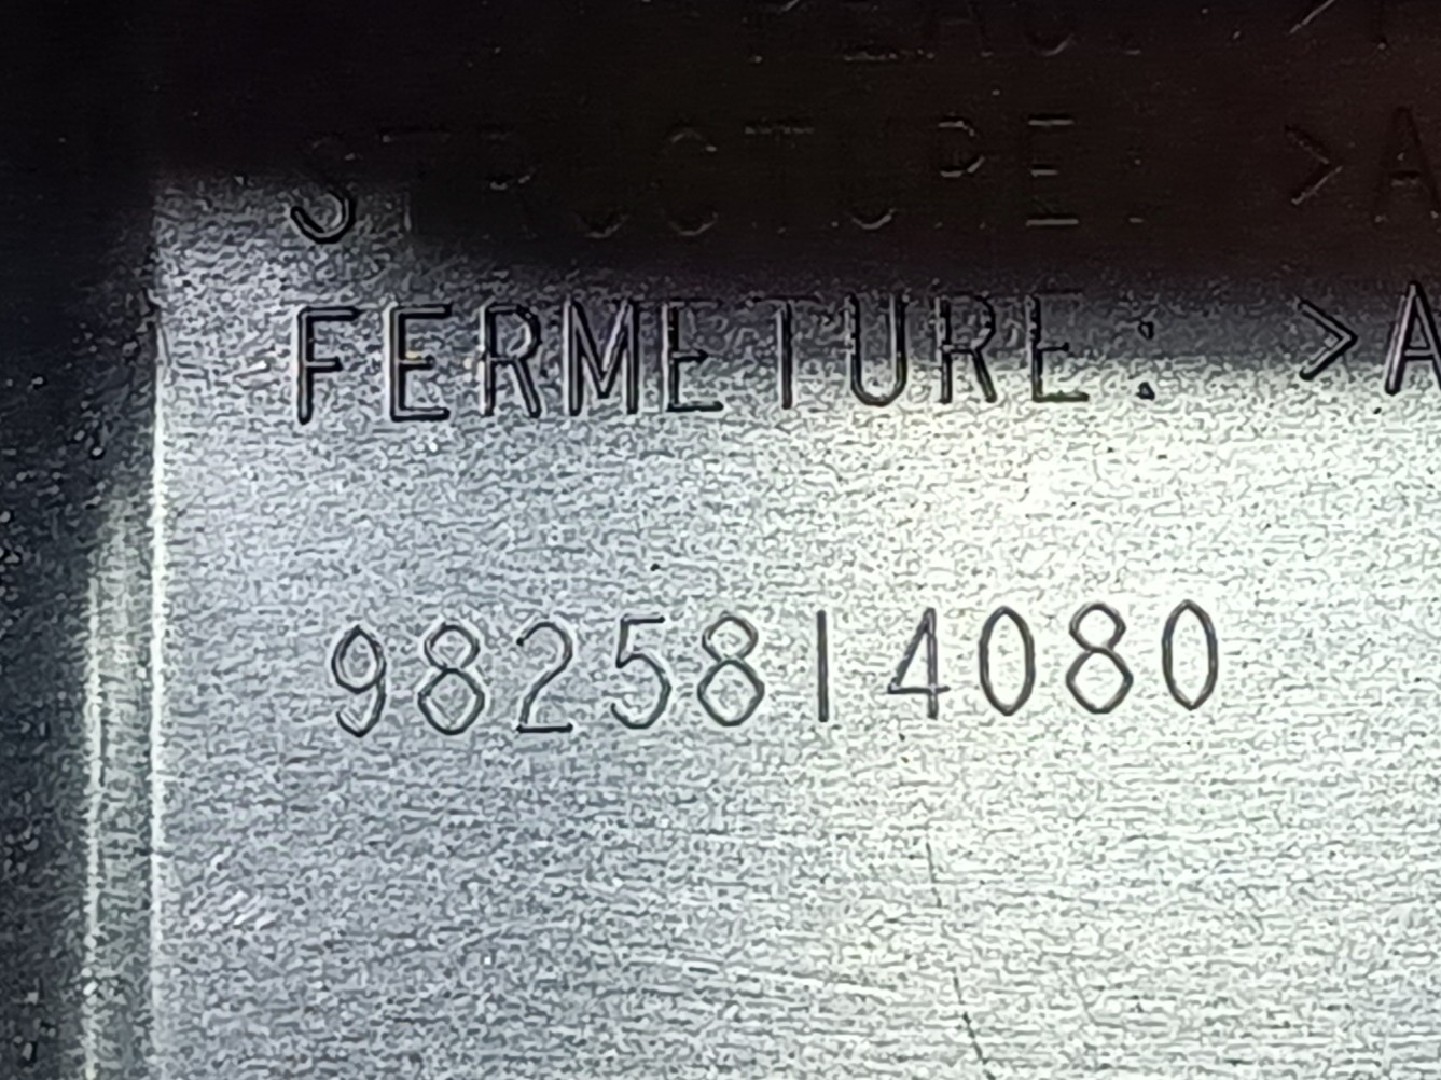 STRUCTURE: >A
FERMETURE: >A
9825814080